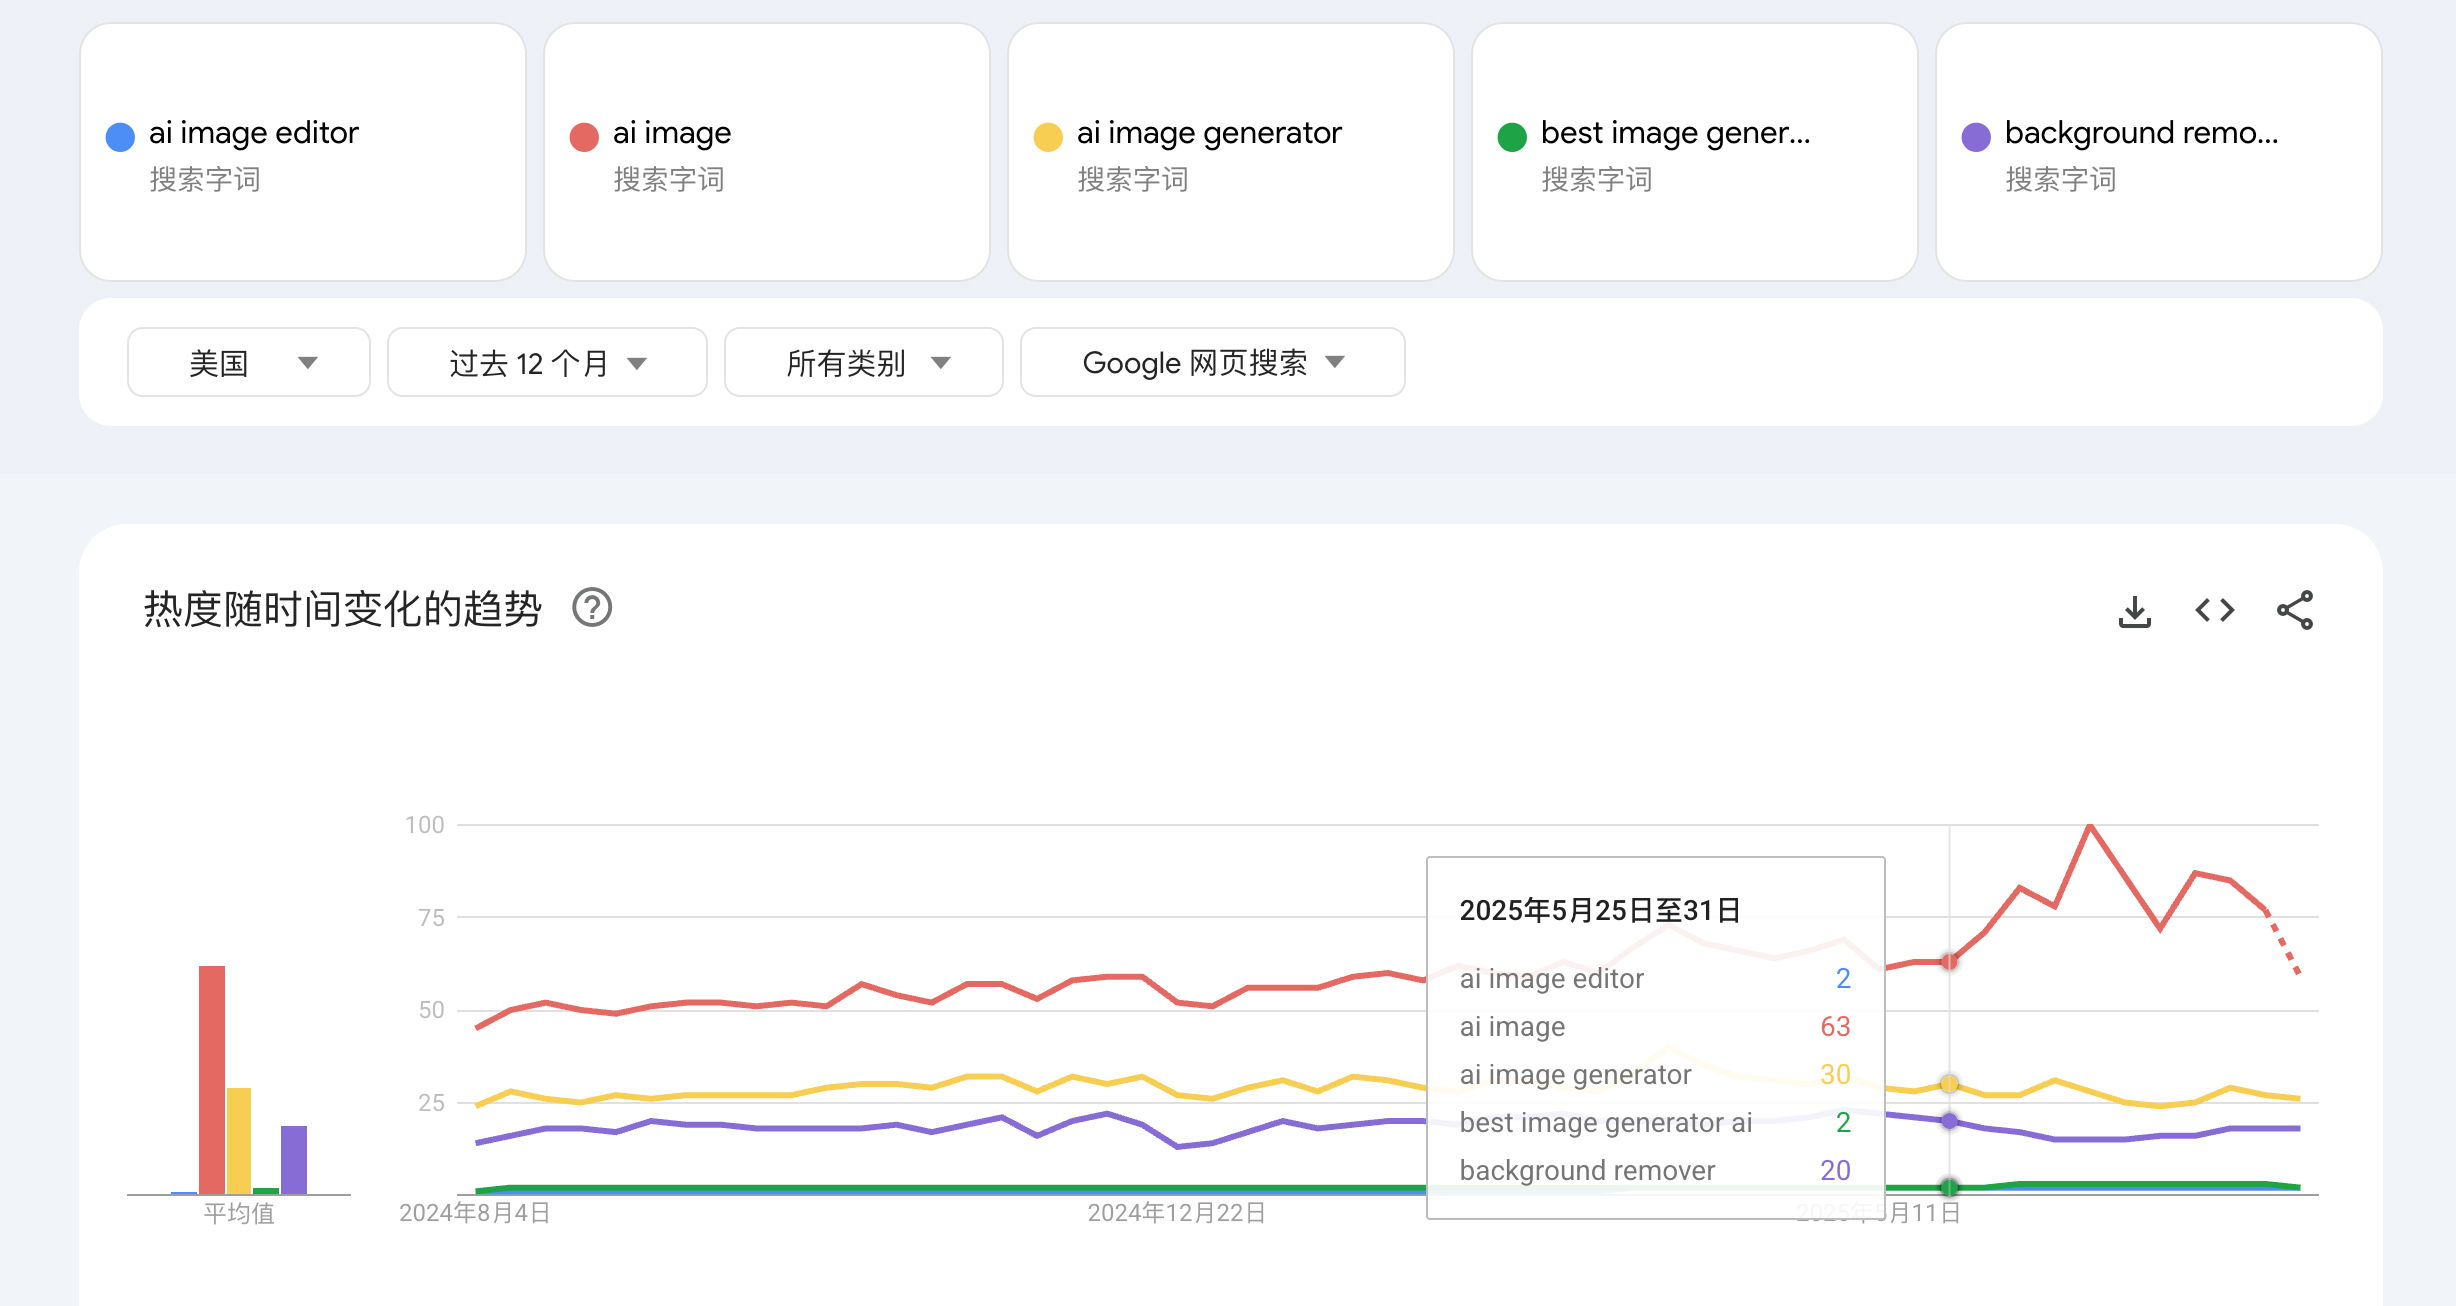 ai image editor
搜索字词
ai image
搜索字词
ai image generator
搜索字词
best image gener...
搜索字词
background remo...
搜索字词
美国
过去 12 个月
所有类别
Google 网页搜索
热度随时间变化的趋势
100
75
50
25
平均值
2024年8月4日
2024年12月22日
2025年5月11日
2025年5月25日至31日
ai image editor 2
ai image 63
ai image generator 30
best image generator ai 2
background remover 20